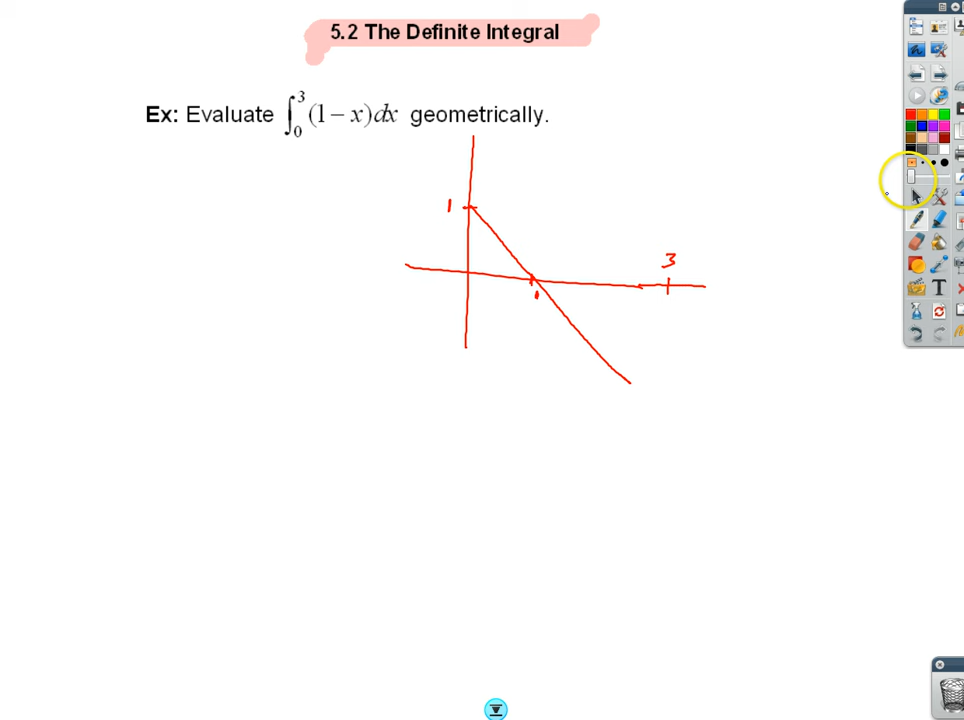 5.2 The Definite Integral
Ex: Evaluate ∫₀³ (1 − x)dx geometrically.
1
3
1
T